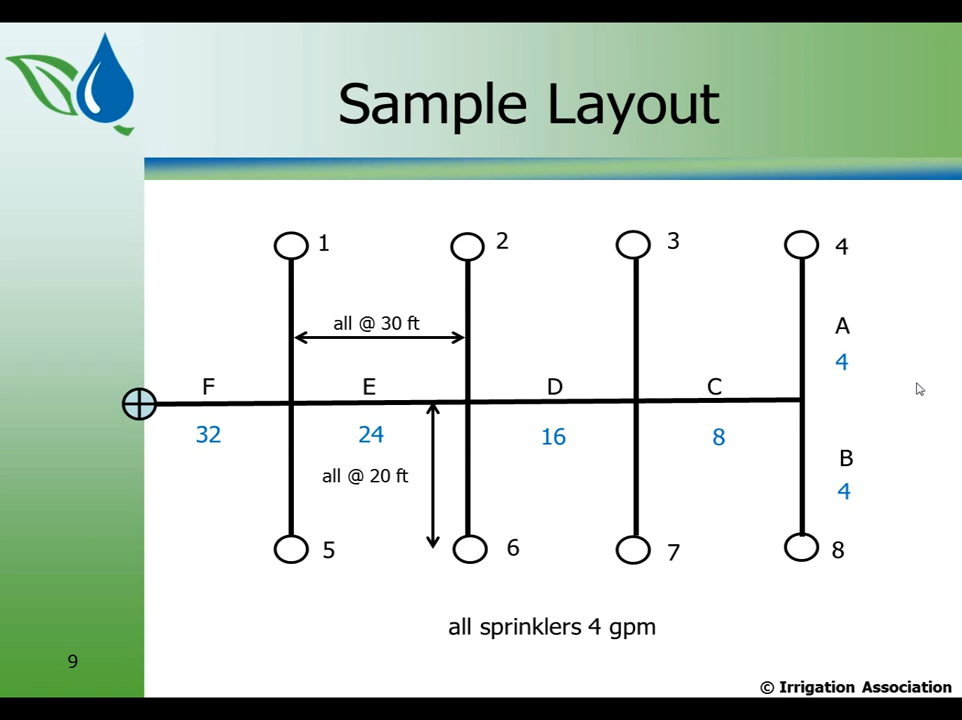 Sample Layout
1
2
3
4
all @ 30 ft
A
4
F
E
D
C
32
24
16
8
B
4
all @ 20 ft
5
6
7
8
all sprinklers 4 gpm
9
© Irrigation Association